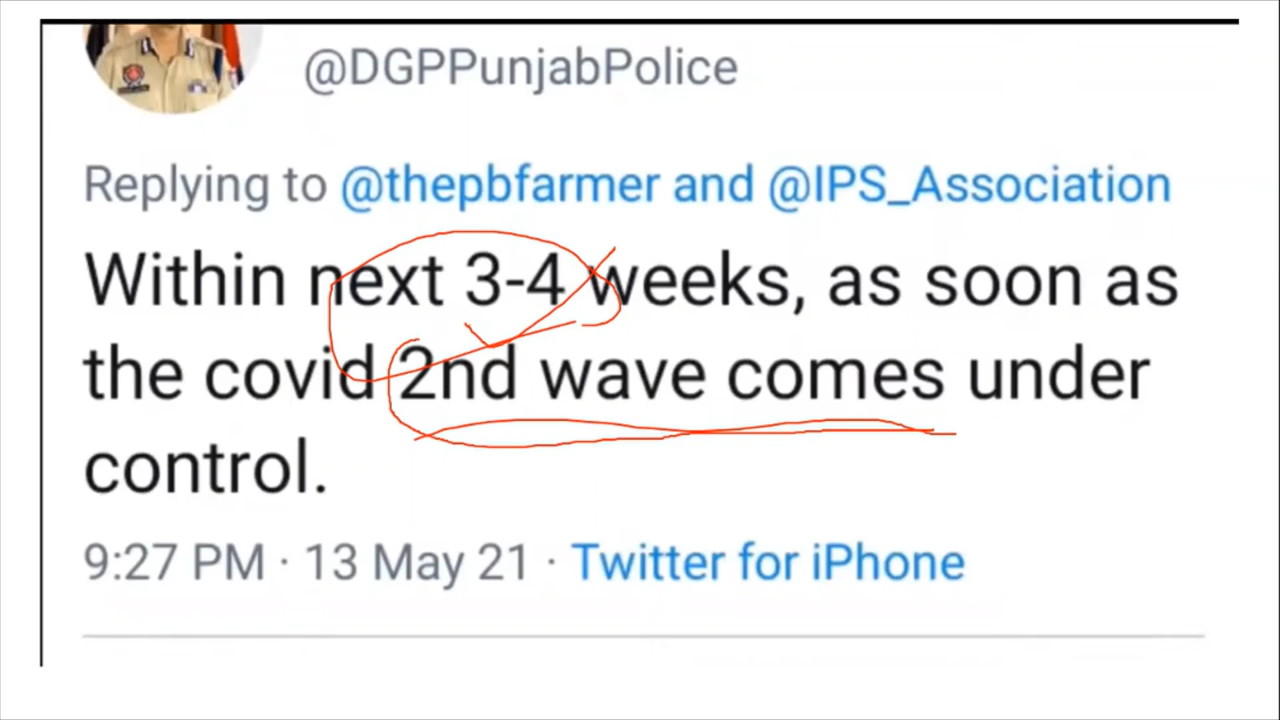 @DGPPunjabPolice
Replying to @thepbfarmer and @IPS_Association
Within next 3-4 weeks, as soon as
the covid 2nd wave comes under
control.
9:27 PM · 13 May 21 · Twitter for iPhone